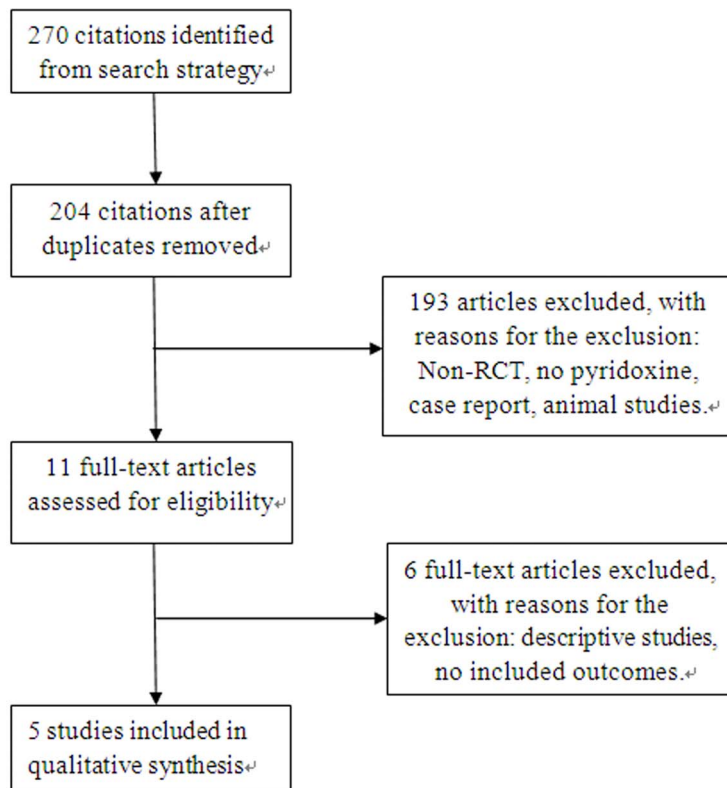 270 citations identified
from search strategy↵
204 citations after
duplicates removed↵
193 articles excluded, with
reasons for the exclusion:
Non-RCT, no pyridoxine,
case report, animal studies.↵
11 full-text articles
assessed for eligibility↵
6 full-text articles excluded,
with reasons for the
exclusion: descriptive studies,
no included outcomes.↵
5 studies included in
qualitative synthesis↵